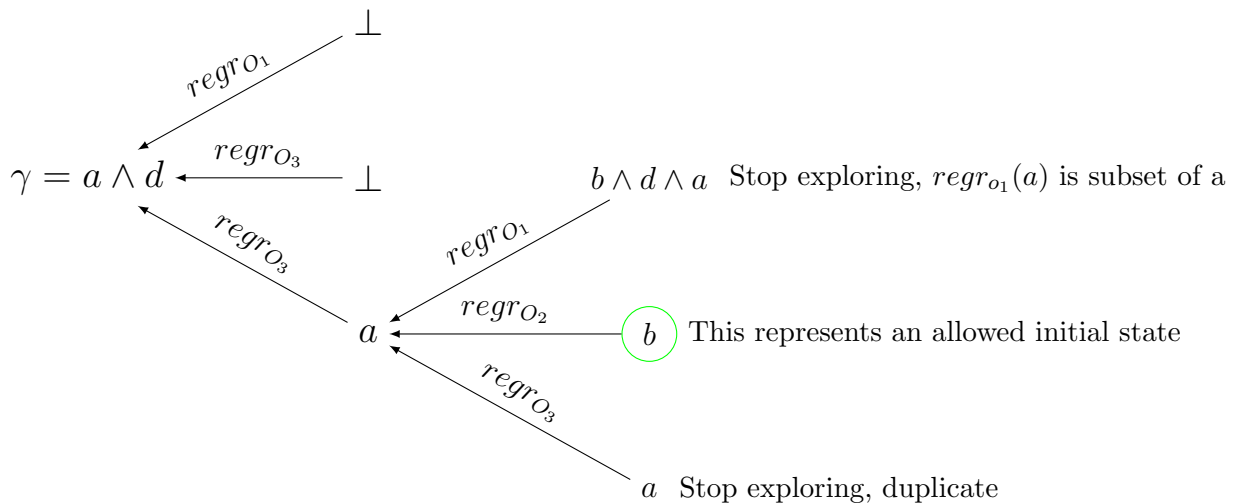 ⊥
regr_{O_1}
γ = a ∧ d
regr_{O_3}
⊥
b ∧ d ∧ a Stop exploring, regr_{o_1}(a) is subset of a
regr_{O_3}
regr_{O_1}
a
regr_{O_2}
b
This represents an allowed initial state
regr_{O_3}
a Stop exploring, duplicate